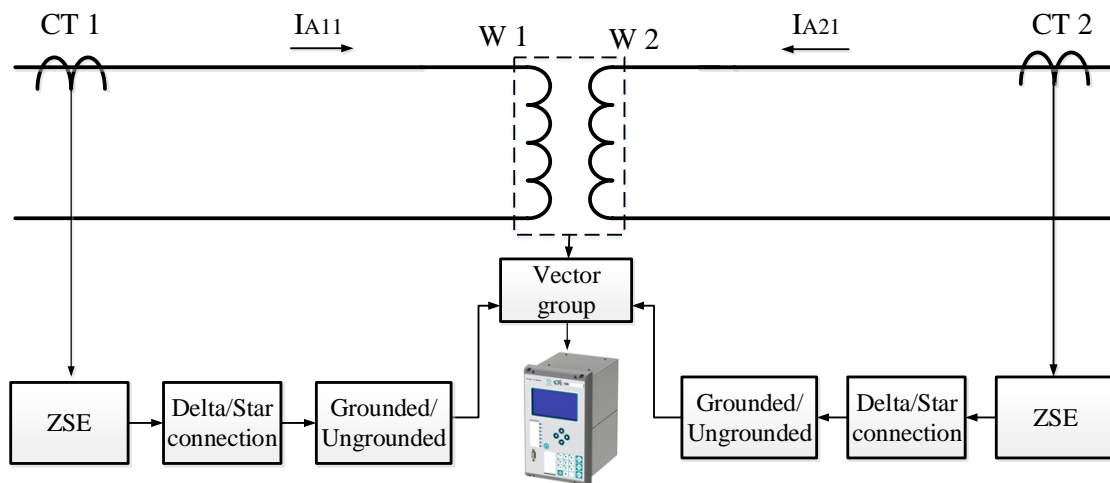 CT 1
IA11
W 1
W 2
IA21
CT 2
Vector
group
ZSE
Delta/Star
connection
Grounded/
Ungrounded
Grounded/
Ungrounded
Delta/Star
connection
ZSE